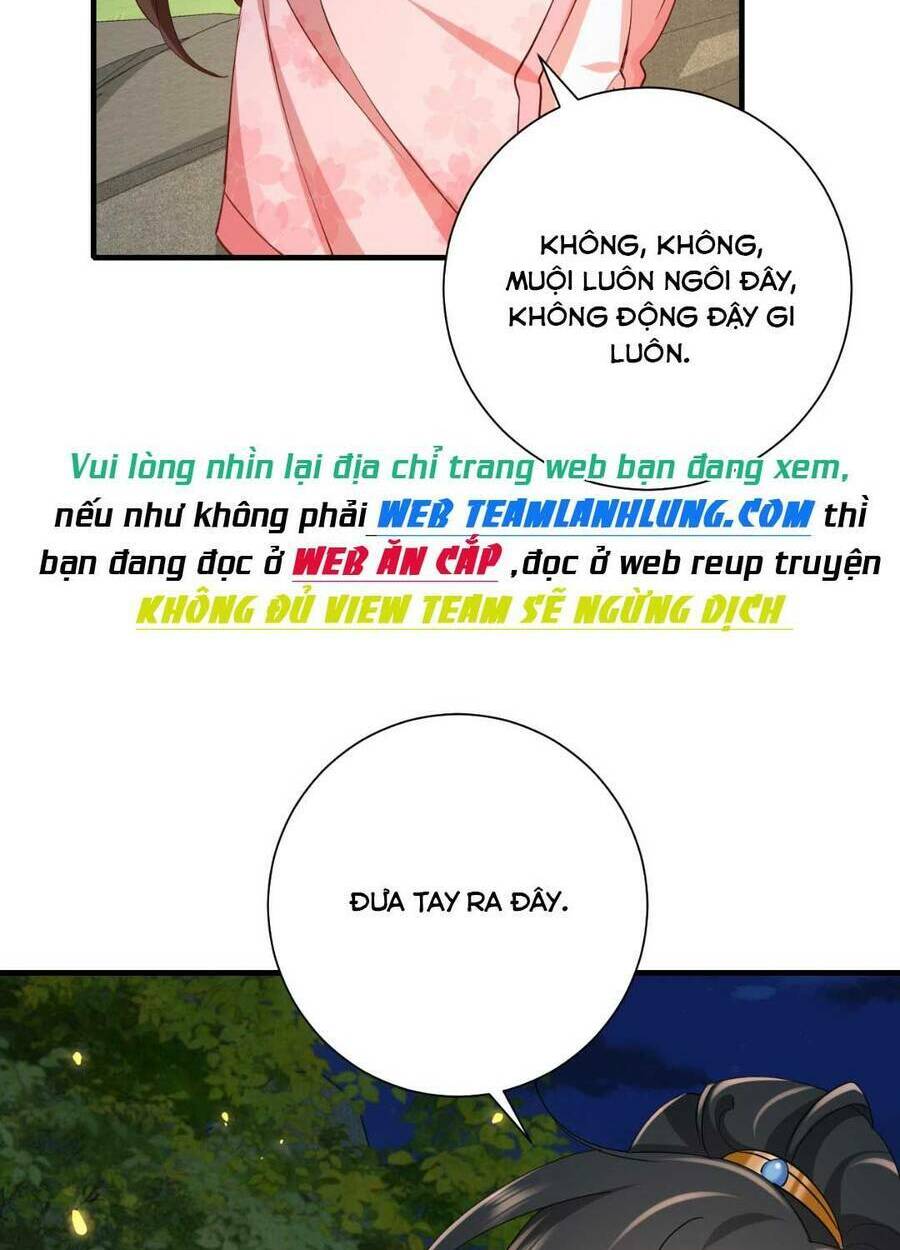 KHÔNG, KHÔNG,
MUỘI LUÔN NGÔI ĐÂY,
KHÔNG ĐỘNG ĐẬY GI
LUÔN.
Vui lòng nhìn lại địa chỉ trang web bạn đang xem,
nếu như không phải WEB TEAMLANHLUNG.COM thì
bạn đang đọc ở WEB ĂN CẮP ,đọc ở web reup truyện
KHÔNG ĐỦ VIEW TEAM SẼ NGỪNG DỊCH
ĐƯA TAY RA ĐÂY.